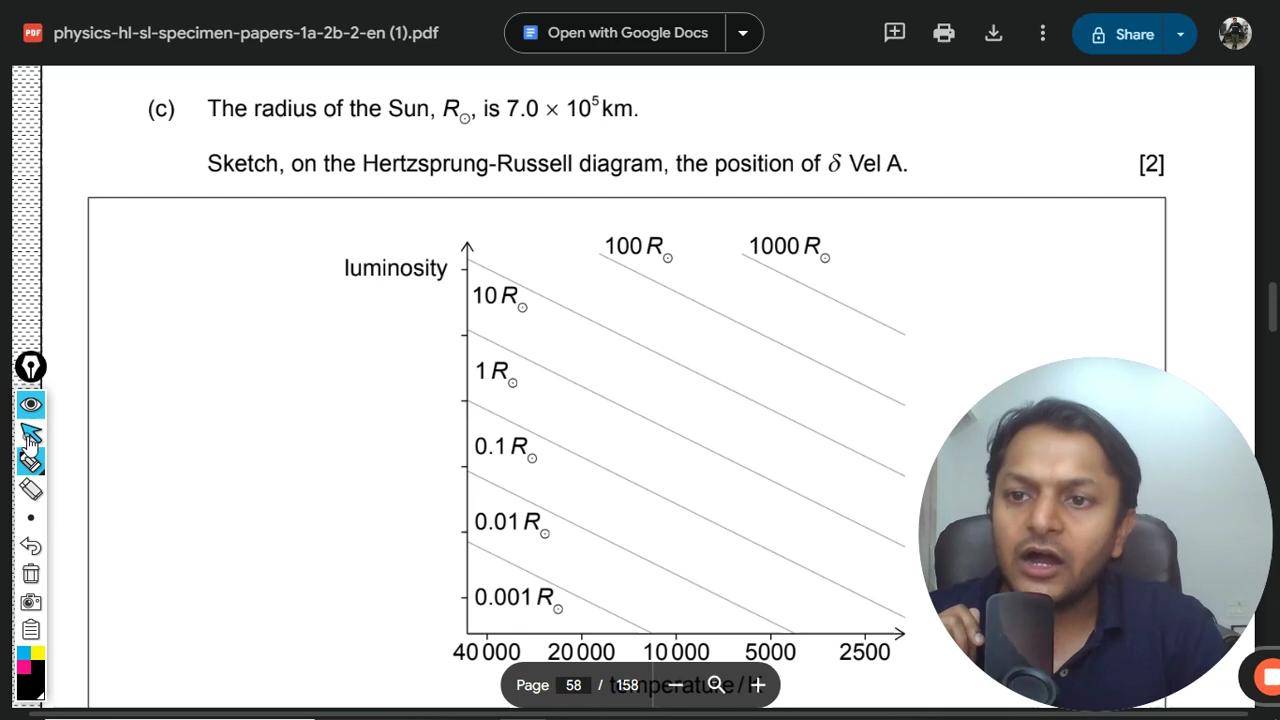 physics-hl-sl-specimen-papers-1a-2b-2-en (1).pdf
Open with Google Docs
Share
(c) The radius of the Sun, R☉, is 7.0 × 10⁵ km.
Sketch, on the Hertzsprung-Russell diagram, the position of δ Vel A. [2]
luminosity
100 R☉
1000 R☉
10 R☉
1 R☉
0.1 R☉
0.01 R☉
0.001 R☉
40 000 20 000 10 000 5000 2500
Page 58 / 158
PDF